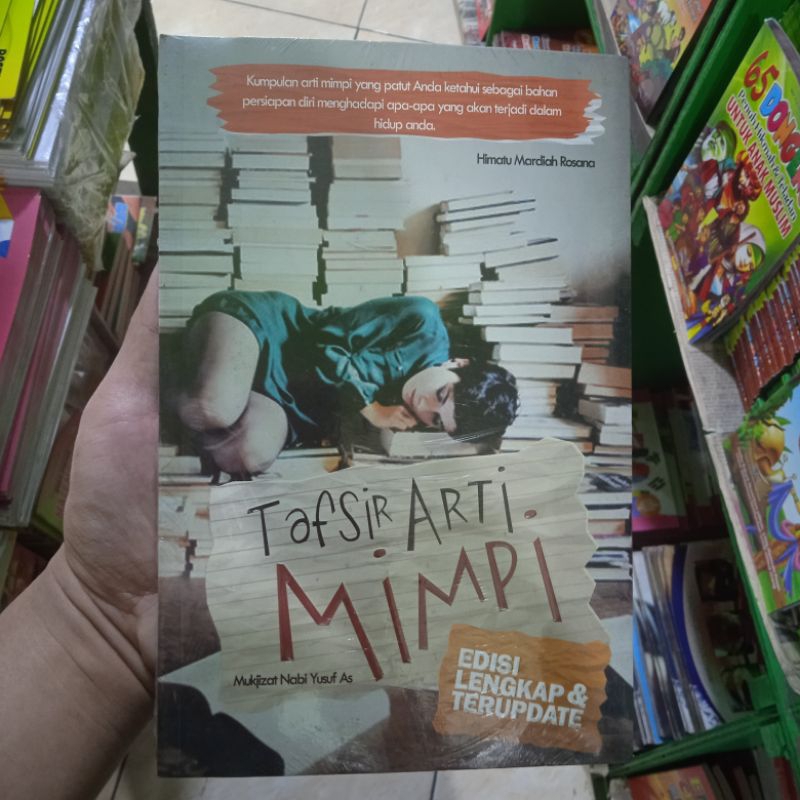 Kumpulan arti mimpi yang patut Anda ketahui sebagai bahan
persiapan diri menghadapi apa-apa yang akan terjadi dalam
hidup anda.
Himatu Mardiah Rosana
Tafsir ARTI
MIMPI
Mukjizat Nabi Yusuf As
EDISI
LENGKAP &
TERUPDATE
65 DONGENG
UNTUK ANAK MUSLIM